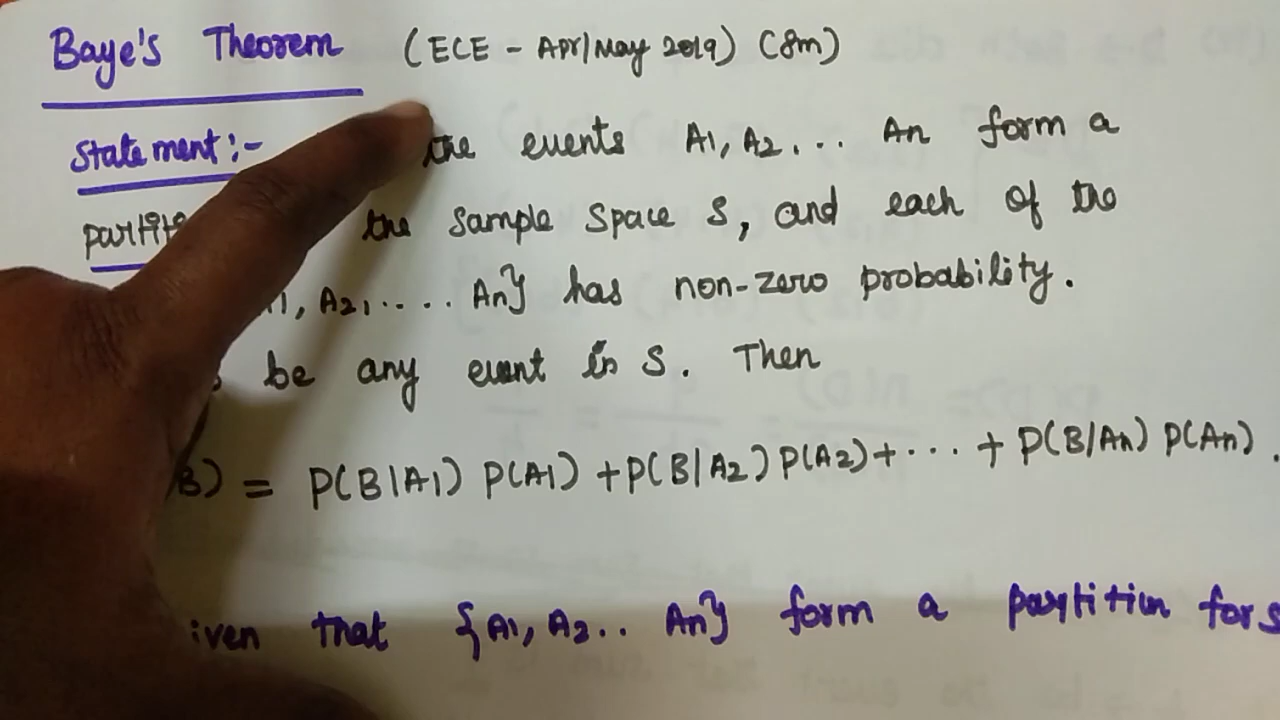 Baye's Theorem (ECE - APr/May 2019) (8m)
Statement :- the events A1, A2 ... An form a
the sample space S, and each of the
A2, .... An} has non-zero probability.
be any event in S. Then
B) = P(B/A1) P(A1) + P(B/A2) P(A2) + ... + P(B/An) P(An).
iven that {A1, A2 .. An} form a partition for S